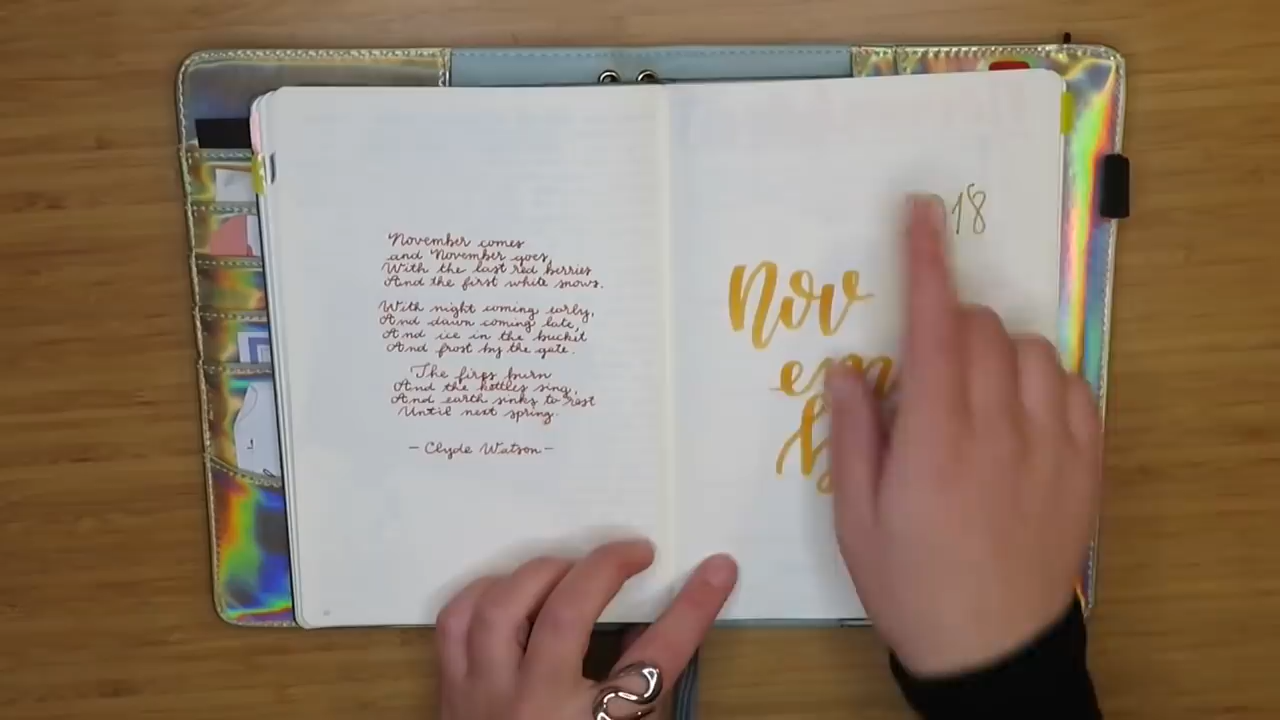 November comes
and November goes,
With the last red berries
And the first white snows.
With night coming early,
And dawn coming late,
And ice in the bucket
And frost by the gate.
The fires burn
And the kettles sing,
And earth sinks to rest
Until next spring.
— Clyde Watson —
18
Nov
em
b